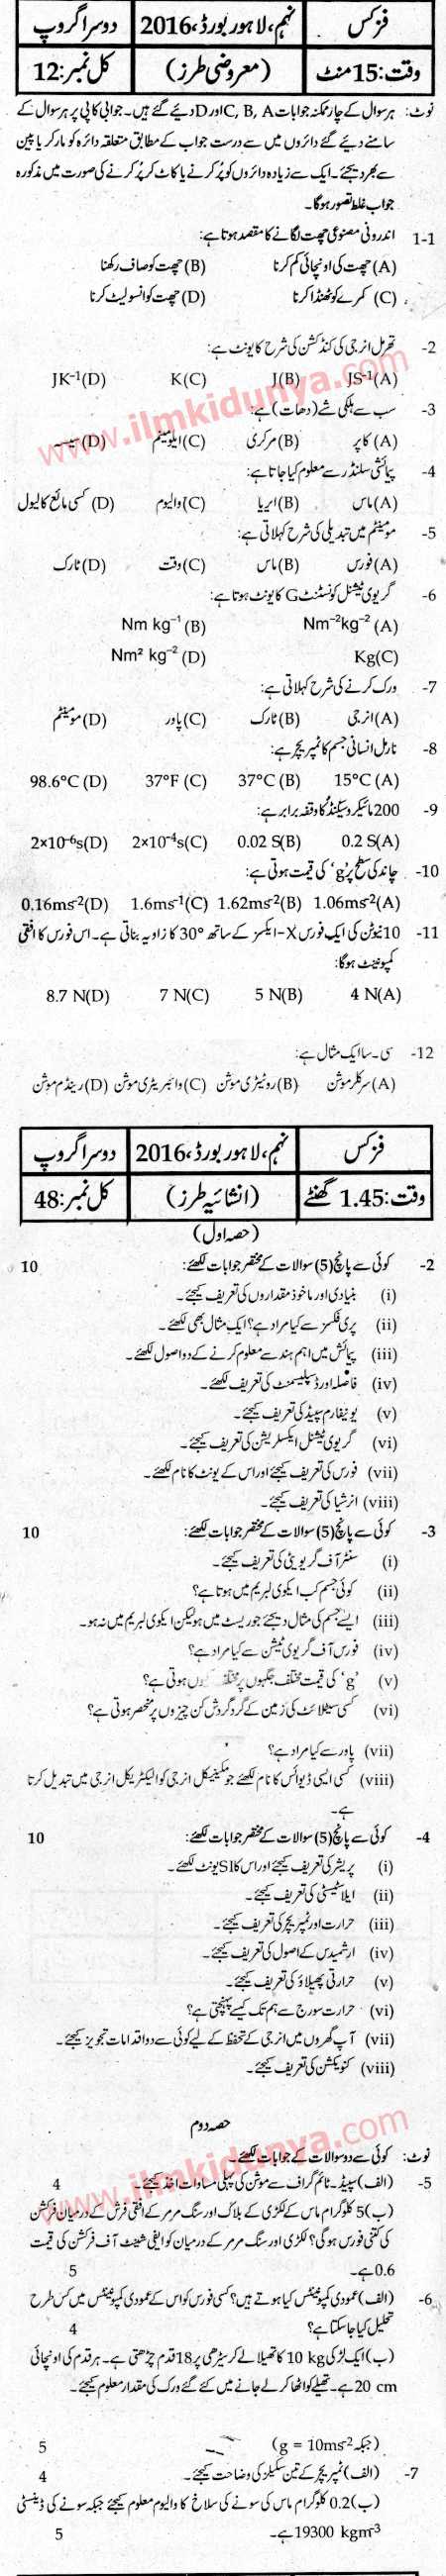 فزکس
نہم، لاہور بورڈ، 2016
دوسرا گروپ
وقت: 15 منٹ
(معروضی طرز)
کل نمبر: 12
نوٹ: ہر سوال کے چار ممکنہ جوابات A، B، C اور D دیئے گئے ہیں۔ جوابی کاپی پر ہر سوال کے
سامنے دیئے گئے دائروں میں سے درست جواب کے مطابق متعلقہ دائرہ کو مارکر یا پین
سے بھر دیجئے۔ ایک سے زیادہ دائروں کو پُر کرنے یا کاٹ کر پُر کرنے کی صورت میں مذکورہ
جواب غلط تصور ہوگا۔
1-1 اندرونی مصنوعی چھت لگانے کا مقصد ہوتا ہے:
(A) چھت کی اونچائی کم کرنا (B) چھت کو صاف رکھنا
(C) کمرے کو ٹھنڈا کرنا (D) چھت کو انسولیٹ کرنا
2- تھرمل انرجی کی کنڈکشن کی شرح کا یونٹ ہے:
JS⁻¹(A) J(B) K(C) JK⁻¹(D)
www.ilmkidunya.com
3- سب سے ہلکی شے (دھات) ہے:
(A) کاپر (B) مرکری (C) ایلومینیم (D) سیسہ
4- پیمائشی سلنڈر سے معلوم کیا جاتا ہے:
(A) ماس (B) ایریا (C) والیوم (D) کسی مائع کا لیول
5- مومینٹم میں تبدیلی کی شرح کہلاتی ہے:
(A) فورس (B) ماس (C) وقت (D) ٹارک
6- گریوی ٹیشنل کونسٹنٹ G کا یونٹ ہوتا ہے:
Nm⁻²kg⁻² (A) Nm kg⁻¹ (B)
Kg(C) Nm² kg⁻² (D)
7- ورک کرنے کی شرح کہلاتی ہے:
(A) انرجی (B) ٹارک (C) پاور (D) مومینٹم
8- نارمل انسانی جسم کا ٹمپریچر ہے:
15°C (A) 37°C (B) 37°F (C) 98.6°C (D)
9- 200 مائیکرو سیکنڈ کا وقفہ برابر ہے:
0.2 S(A) 0.02 S(B) 2×10⁻⁴s(C) 2×10⁻⁶s(D)
10- چاند کی سطح پر 'g' کی قیمت ہوتی ہے:
1.06ms⁻²(A) 1.62ms⁻²(B) 1.6ms⁻¹(C) 0.16ms⁻²(D)
11- 10 نیوٹن کی ایک فورس X-ایکسز کے ساتھ 30° کا زاویہ بناتی ہے۔ اس فورس کا افقی
کمپوننٹ ہوگا:
4 N(A) 5 N(B) 7 N(C) 8.7 N(D)
12- سی۔سا ایک مثال ہے:
(A) سرکلر موشن (B) روٹیٹری موشن (C) وائبریٹری موشن (D) رینڈم موشن
فزکس
نہم، لاہور بورڈ، 2016
دوسرا گروپ
وقت: 1.45 گھنٹے
(انشائیہ طرز)
کل نمبر: 48
(حصہ اول)
2- کوئی سے پانچ (5) سوالات کے مختصر جوابات لکھئے: 10
(i) بنیادی اور ماخوذ مقداروں کی تعریف کیجئے۔
(ii) پری فکسز سے کیا مراد ہے؟ ایک مثال بھی لکھئے۔
(iii) پیمائش میں اہم ہندسے معلوم کرنے کے دو اصول لکھئے۔
(iv) فاصلہ اور ڈسپلیسمنٹ کی تعریف لکھئے۔
(v) یونیفارم سپیڈ کی تعریف کیجئے۔
(vi) گریوی ٹیشنل ایکسلریشن کی تعریف کیجئے۔
(vii) فورس کی تعریف کیجئے اور اس کے یونٹ کا نام لکھئے۔
(viii) انرشیا کی تعریف کیجئے۔
3- کوئی سے پانچ (5) سوالات کے مختصر جوابات لکھئے: 10
(i) سنٹر آف گریویٹی کی تعریف کیجئے۔
(ii) کوئی جسم کب ایکوی لبریم میں ہوتا ہے؟
(iii) ایسے جسم کی مثال دیجئے جو ریسٹ میں ہو لیکن ایکوی لبریم میں نہ ہو۔
(iv) فورس آف گریوی ٹیشن سے کیا مراد ہے؟
(v) 'g' کی قیمت مختلف جگہوں پر مختلف کیوں ہوتی ہے؟
(vi) کسی سیٹلائٹ کی زمین کے گرد گردش کن چیزوں پر منحصر ہوتی ہے؟
(vii) پاور سے کیا مراد ہے؟
(viii) کسی ایسی ڈیوائس کا نام لکھئے جو مکینیکل انرجی کو الیکٹریکل انرجی میں تبدیل کرتا
ہے۔
4- کوئی سے پانچ (5) سوالات کے مختصر جوابات لکھئے: 10
(i) پریشر کی تعریف کیجئے اور اس کا SI یونٹ لکھئے۔
(ii) ایلاسٹیسٹی کی تعریف کیجئے۔
(iii) حرارت اور ٹمپریچر کی تعریف کیجئے۔
(iv) ارشمیدس کے اصول کی تعریف کیجئے۔
(v) حرارتی پھیلاؤ کی تعریف کیجئے۔
(vi) حرارت سورج سے ہم تک کیسے پہنچتی ہے؟
(vii) آپ گھروں میں انرجی کے تحفظ کے لیے کوئی سے دو اقدامات تجویز کیجئے۔
(viii) کنویکشن کی تعریف کیجئے۔
حصہ دوم
نوٹ: کوئی سے دو سوالات کے جوابات لکھئے۔
www.ilmkidunya.com
5- (الف) سپیڈ۔ ٹائم گراف سے موشن کی پہلی مساوات اخذ کیجئے۔ 4
(ب) 5 کلوگرام ماس کے لکڑی کے بلاک اور سنگ مرمر کے افقی فرش کے درمیان فرکشن
کی کتنی فورس ہوگی؟ لکڑی اور سنگ مرمر کے درمیان کوایفی شینٹ آف فرکشن کی قیمت
0.6 ہے۔ 5
6- (الف) عمودی کمپونینٹس کیا ہوتے ہیں؟ کسی فورس کو اس کے عمودی کمپونینٹس میں کس طرح
تحلیل کیا جاسکتا ہے؟ 4
(ب) ایک لڑکی 10 kg کا تھیلا لے کر سیڑھی پر 18 قدم چڑھتی ہے۔ ہر قدم کی اونچائی
20 cm ہے۔ تھیلے کو اٹھا کر لے جانے میں کئے گئے ورک کی مقدار معلوم کیجئے۔
(جبکہ g = 10ms⁻²) 5
7- (الف) ٹمپریچر کے تین سکیلز کی وضاحت کیجئے۔ 4
(ب) 0.2 کلوگرام ماس کی سونے کی سلاخ کا والیوم معلوم کیجئے جبکہ سونے کی ڈینسٹی
19300 kgm⁻³ ہے۔ 5